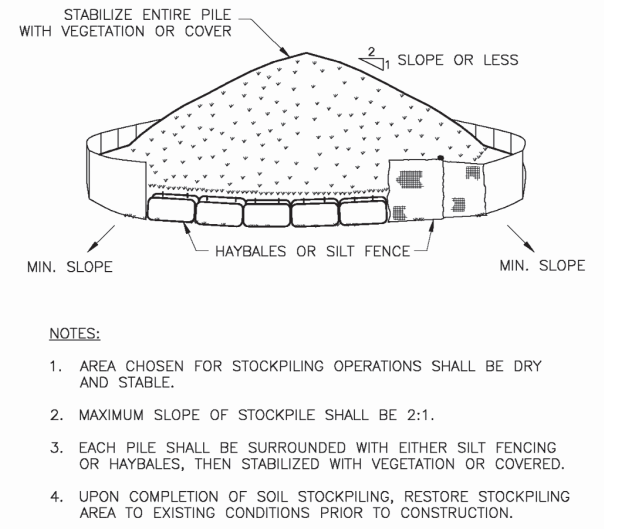 STABILIZE ENTIRE PILE
WITH VEGETATION OR COVER
2
1 SLOPE OR LESS
HAYBALES OR SILT FENCE
MIN. SLOPE
MIN. SLOPE
NOTES:
1. AREA CHOSEN FOR STOCKPILING OPERATIONS SHALL BE DRY
AND STABLE.
2. MAXIMUM SLOPE OF STOCKPILE SHALL BE 2:1.
3. EACH PILE SHALL BE SURROUNDED WITH EITHER SILT FENCING
OR HAYBALES, THEN STABILIZED WITH VEGETATION OR COVERED.
4. UPON COMPLETION OF SOIL STOCKPILING, RESTORE STOCKPILING
AREA TO EXISTING CONDITIONS PRIOR TO CONSTRUCTION.